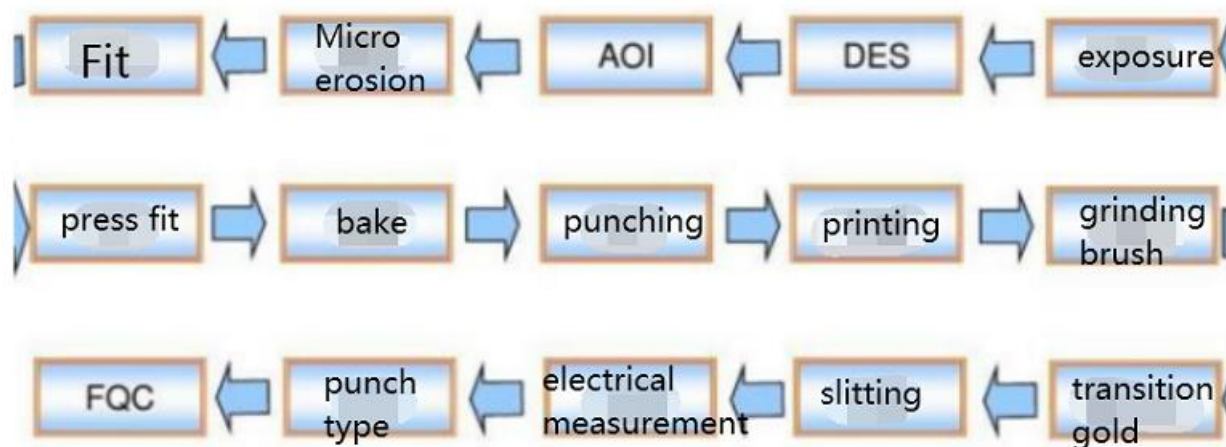 Fit
Micro
erosion
AOI
DES
exposure
press fit
bake
punching
printing
grinding
brush
FQC
punch
type
electrical
measurement
slitting
transition
gold